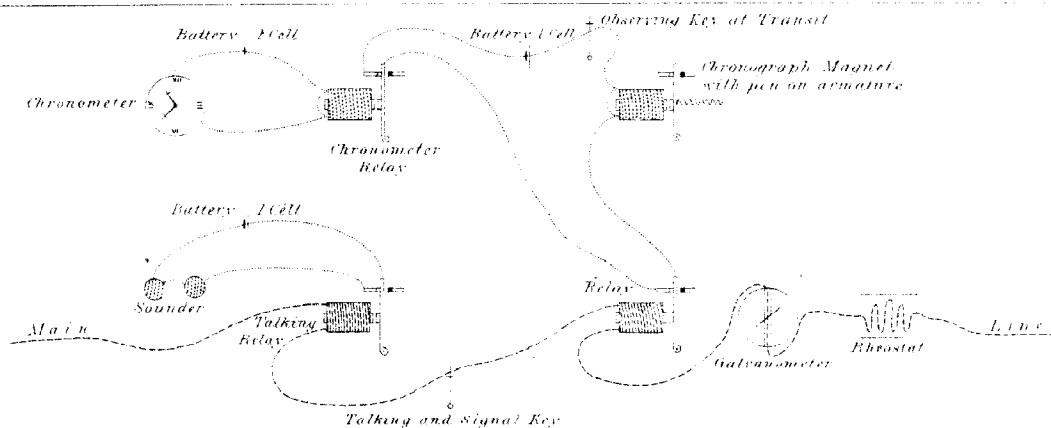 Observing Key at Transit
Battery 1 Cell
Battery 1 Cell
Chronograph Magnet
with pen on armature
Chronometer
Chronometer
Relay
Battery 1 Cell
Relay
Sounder
Main
Talking
Relay
Line
Rheostat
Galvanometer
Talking and Signal Key